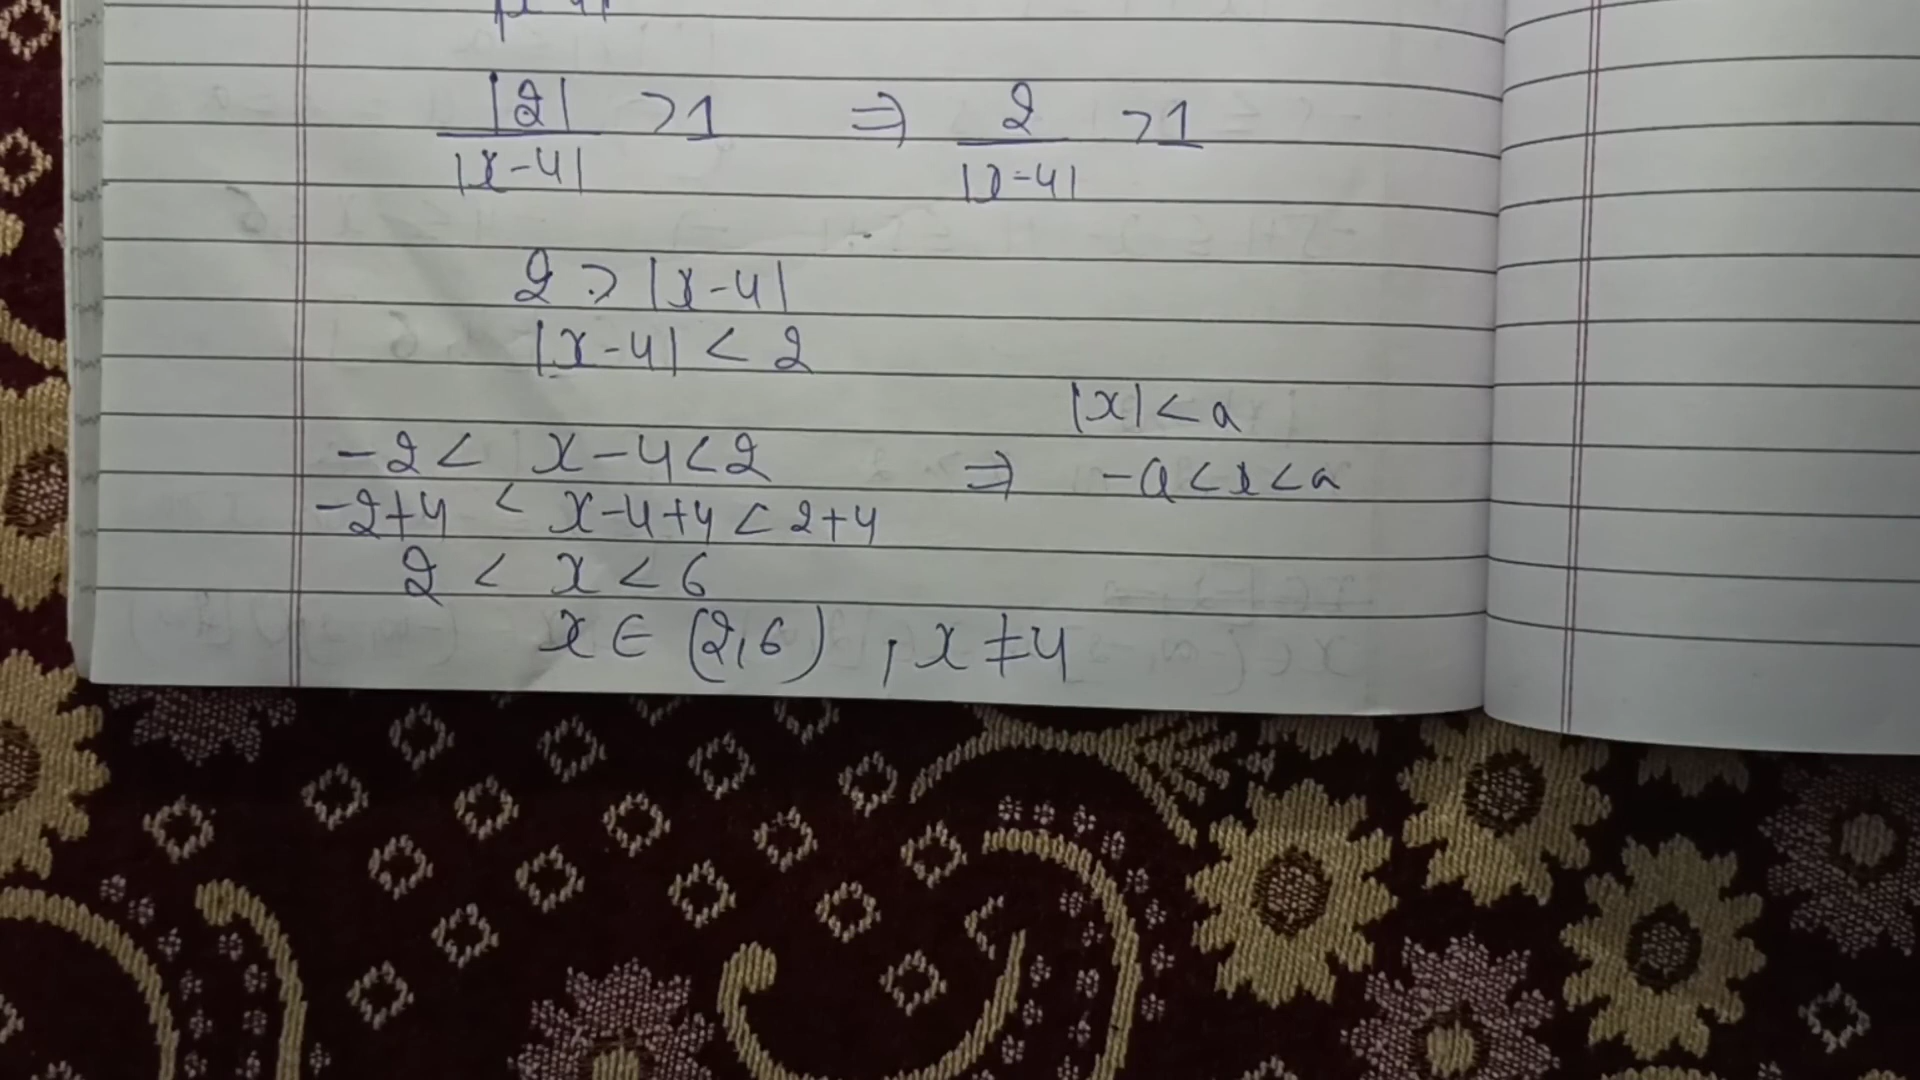 |2| / |x-4| >1 ⇒ 2 / |x-4| >1
2 > |x-4|
|x-4| < 2
|x| < a
-2 < x-4 < 2 ⇒ -a < x < a
-2+4 < x-4+4 < 2+4
2 < x < 6
x ∈ (2,6) , x ≠ 4